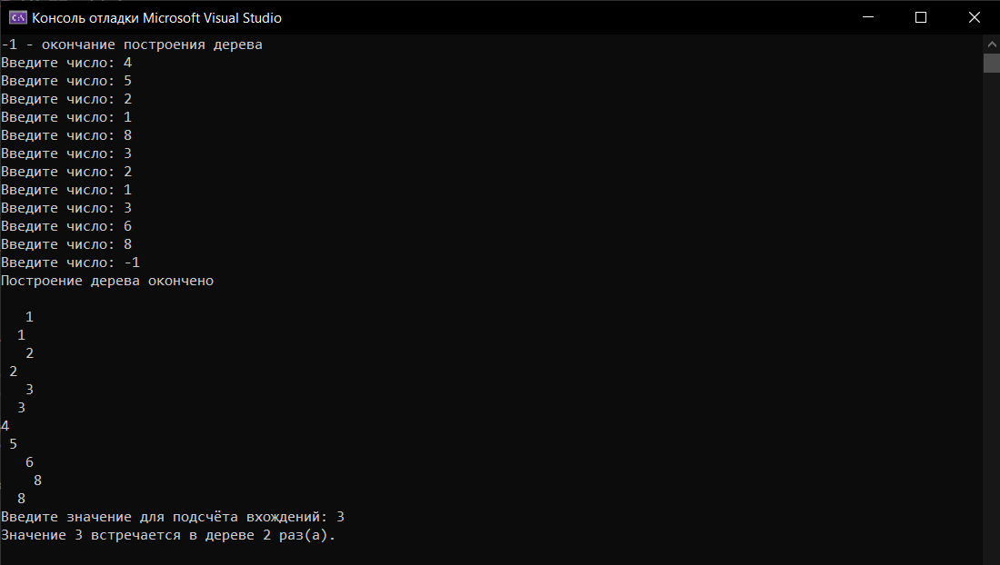 Консоль отладки Microsoft Visual Studio
-1 - окончание построения дерева
Введите число: 4
Введите число: 5
Введите число: 2
Введите число: 1
Введите число: 8
Введите число: 3
Введите число: 2
Введите число: 1
Введите число: 3
Введите число: 6
Введите число: 8
Введите число: -1
Построение дерева окончено
   1
  1
   2
 2
   3
  3
4
 5
   6
    8
  8
Введите значение для подсчёта вхождений: 3
Значение 3 встречается в дереве 2 раз(а).